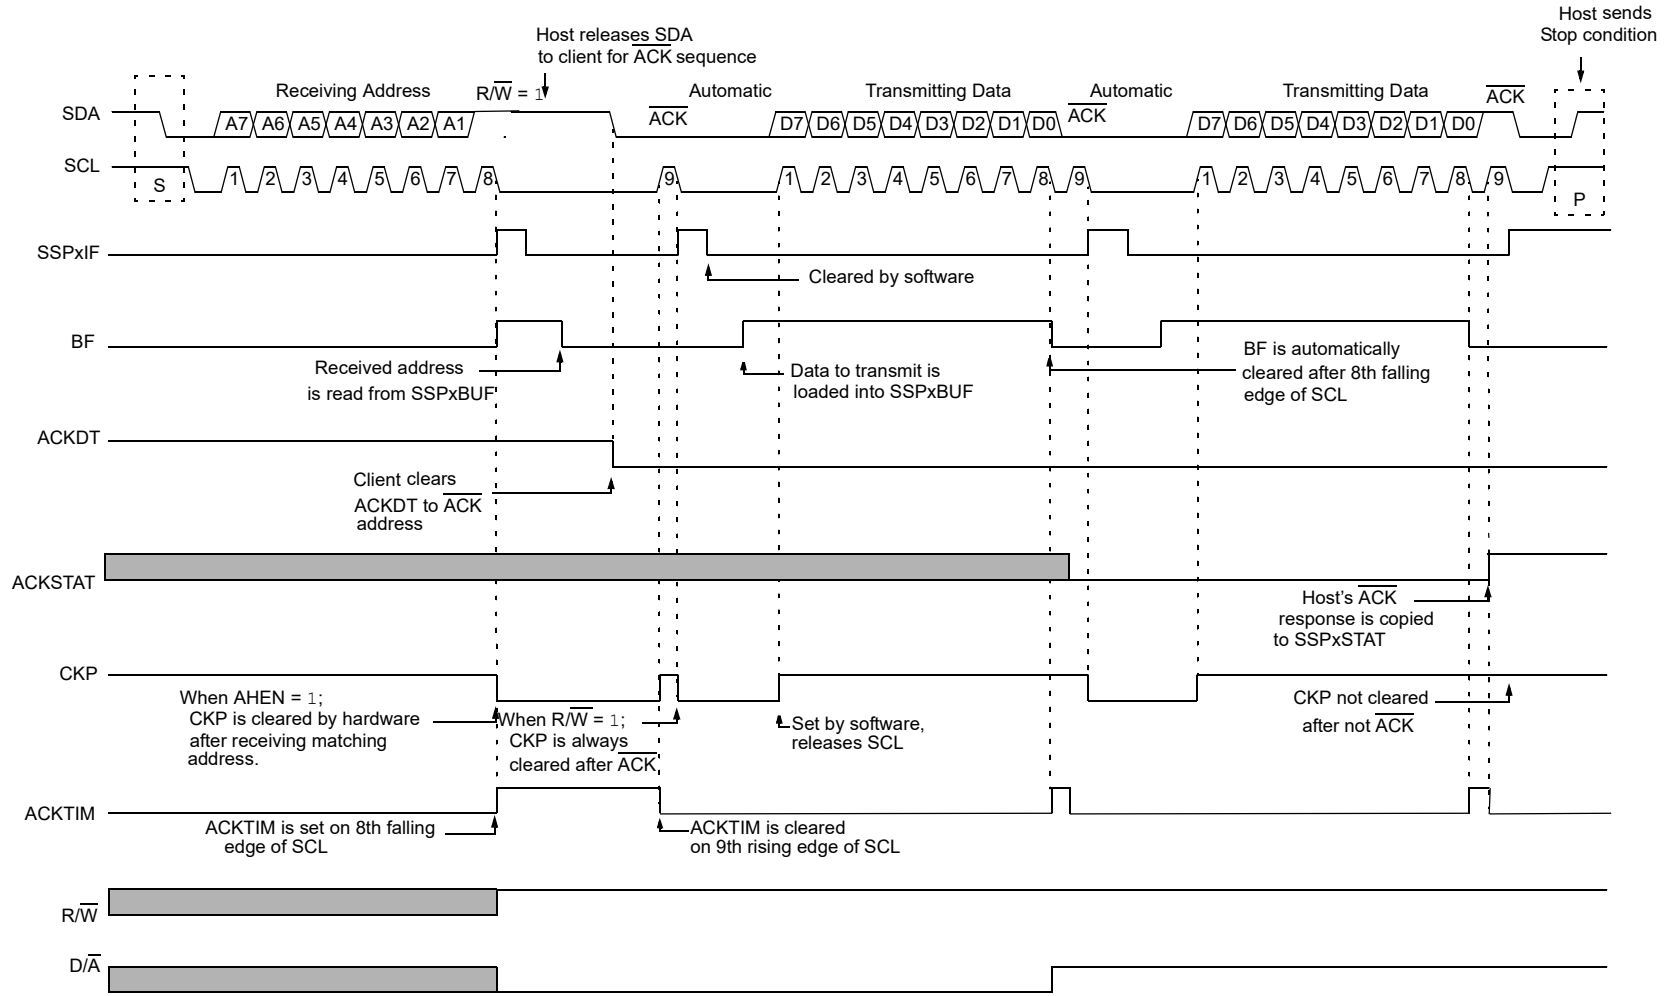 Host sends
Stop condition
Host releases SDA
to client for ACK sequence
Receiving Address
R/W = 1
Automatic
Transmitting Data
Automatic
Transmitting Data
ACK
SDA
A7 A6 A5 A4 A3 A2 A1
ACK
D7 D6 D5 D4 D3 D2 D1 D0
ACK
D7 D6 D5 D4 D3 D2 D1 D0
SCL
S
1 2 3 4 5 6 7 8
9
1 2 3 4 5 6 7 8 9
1 2 3 4 5 6 7 8 9
P
SSPxIF
Cleared by software
BF
Received address
is read from SSPxBUF
Data to transmit is
loaded into SSPxBUF
BF is automatically
cleared after 8th falling
edge of SCL
ACKDT
Client clears
ACKDT to ACK
address
ACKSTAT
Host's ACK
response is copied
to SSPxSTAT
CKP
When AHEN = 1;
CKP is cleared by hardware
after receiving matching
address.
When R/W = 1;
CKP is always
cleared after ACK
Set by software,
releases SCL
CKP not cleared
after not ACK
ACKTIM
ACKTIM is set on 8th falling
edge of SCL
ACKTIM is cleared
on 9th rising edge of SCL
R/W
D/A